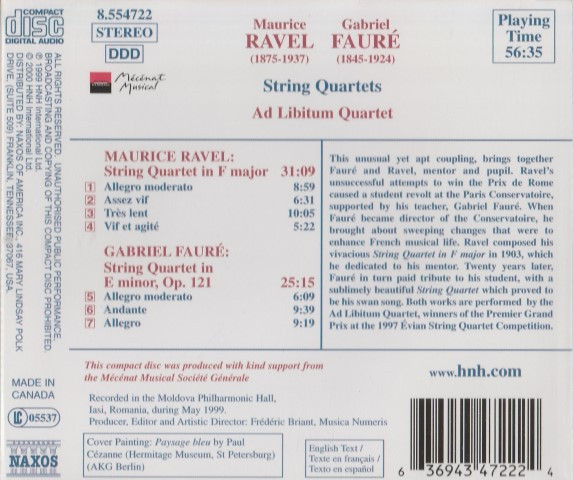 COMPACT
disc
DIGITAL AUDIO
8.554722
STEREO
DDD
Mécénat
Musical
Maurice
RAVEL
(1875-1937)
Gabriel
FAURÉ
(1845-1924)
String Quartets
Ad Libitum Quartet
Playing
Time
56:35
ALL RIGHTS RESERVED. UNAUTHORISED PUBLIC PERFORMANCE,
BROADCASTING AND COPYING OF THIS COMPACT DISC PROHIBITED.
℗ 1999 HNH International Ltd.
© 2000 HNH International Ltd.
DISTRIBUTED BY: NAXOS OF AMERICA INC., 416 MARY LINDSAY POLK
DRIVE, (SUITE 509), FRANKLIN, TENNESSEE, 37067, USA.
MAURICE RAVEL:
String Quartet in F major 31:09
1 Allegro moderato 8:59
2 Assez vif 6:31
3 Très lent 10:05
4 Vif et agité 5:22
GABRIEL FAURÉ:
String Quartet in
E minor, Op. 121 25:15
5 Allegro moderato 6:09
6 Andante 9:39
7 Allegro 9:19
This unusual yet apt coupling, brings together
Fauré and Ravel, mentor and pupil. Ravel's
unsuccessful attempts to win the Prix de Rome
caused a student revolt at the Paris Conservatoire,
supported by his teacher, Gabriel Fauré. When
Fauré became director of the Conservatoire, he
brought about sweeping changes that were to
enhance French musical life. Ravel composed his
vivacious String Quartet in F major in 1903, which
he dedicated to his mentor. Twenty years later,
Fauré in turn paid tribute to his student, with a
sublimely beautiful String Quartet which proved to
be his swan song. Both works are performed by the
Ad Libitum Quartet, winners of the Premier Grand
Prix at the 1997 Évian String Quartet Competition.
This compact disc was produced with kind support from
the Mécénat Musical Société Générale
Recorded in the Moldova Philharmonic Hall,
Iasi, Romania, during May 1999.
Producer, Editor and Artistic Director: Frédéric Briant, Musica Numeris
Cover Painting: Paysage bleu by Paul
Cézanne (Hermitage Museum, St Petersburg)
(AKG Berlin)
English Text /
Texte en français /
Texto en español
www.hnh.com
6 36943 47222 4
MADE IN
CANADA
LC 05537
NAXOS